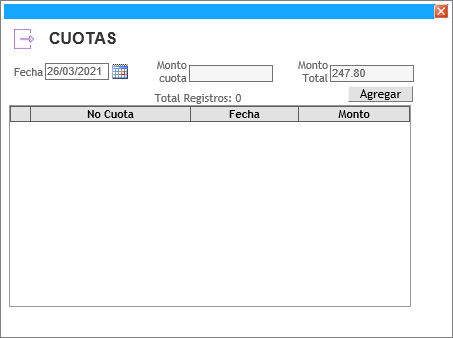 CUOTAS
Fecha 26/03/2021
Monto cuota
Monto Total 247.80
Total Registros: 0
Agregar
No Cuota Fecha Monto